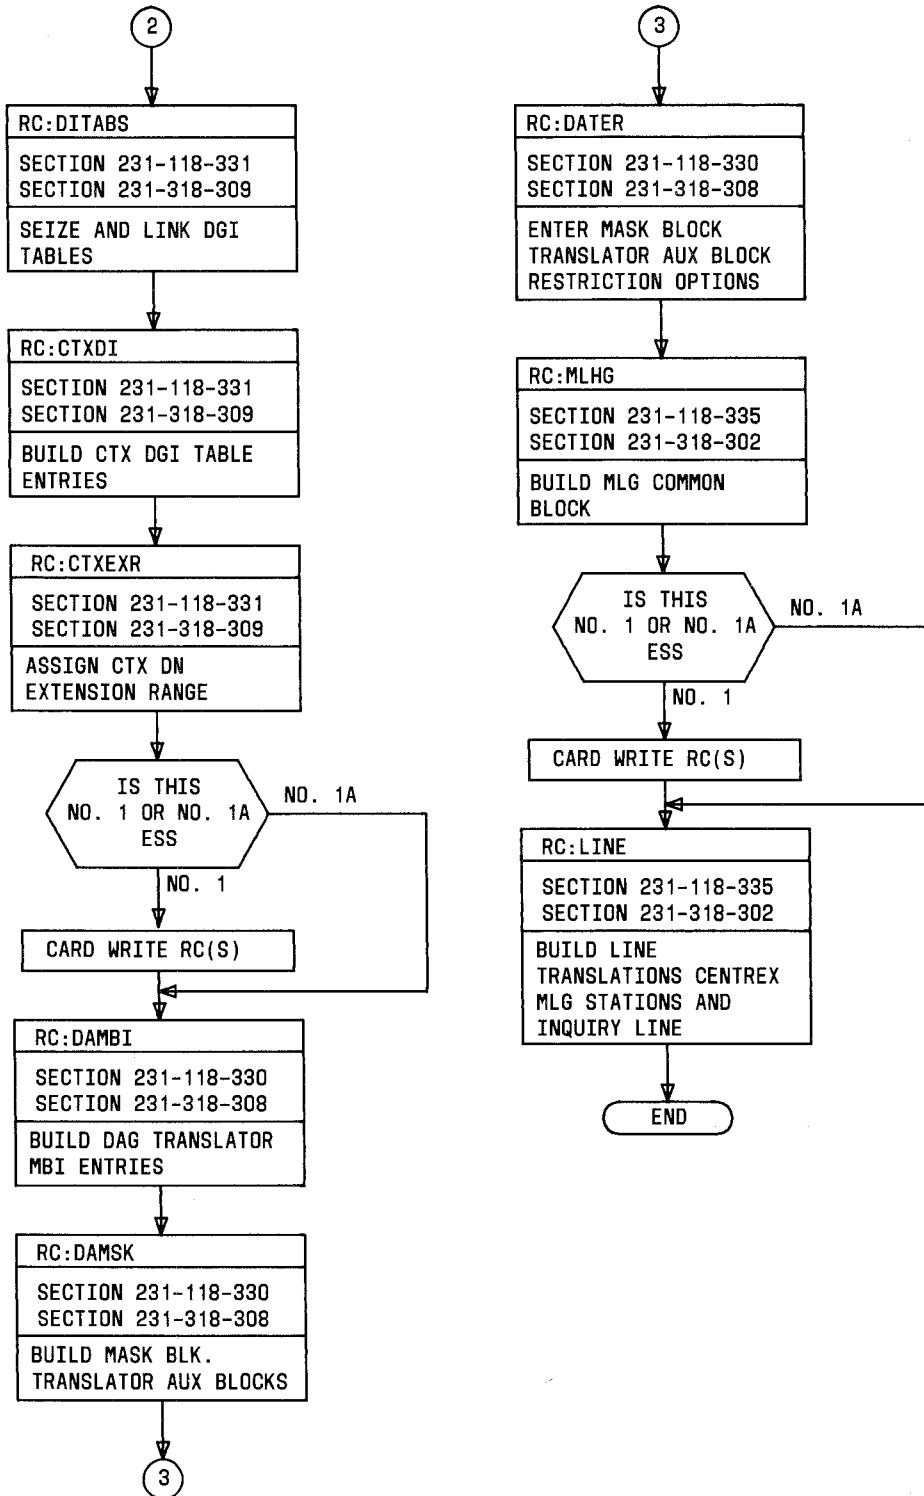 2
RC:DITABS
SECTION 231-118-331
SECTION 231-318-309
SEIZE AND LINK DGI
TABLES
RC:CTXDI
SECTION 231-118-331
SECTION 231-318-309
BUILD CTX DGI TABLE
ENTRIES
RC:CTXEXR
SECTION 231-118-331
SECTION 231-318-309
ASSIGN CTX DN
EXTENSION RANGE
IS THIS
NO. 1 OR NO. 1A
ESS
NO. 1A
NO. 1
CARD WRITE RC(S)
RC:DAMBI
SECTION 231-118-330
SECTION 231-318-308
BUILD DAG TRANSLATOR
MBI ENTRIES
RC:DAMSK
SECTION 231-118-330
SECTION 231-318-308
BUILD MASK BLK.
TRANSLATOR AUX BLOCKS
3
3
RC:DATER
SECTION 231-118-330
SECTION 231-318-308
ENTER MASK BLOCK
TRANSLATOR AUX BLOCK
RESTRICTION OPTIONS
RC:MLHG
SECTION 231-118-335
SECTION 231-318-302
BUILD MLG COMMON
BLOCK
IS THIS
NO. 1 OR NO. 1A
ESS
NO. 1A
NO. 1
CARD WRITE RC(S)
RC:LINE
SECTION 231-118-335
SECTION 231-318-302
BUILD LINE
TRANSLATIONS CENTREX
MLG STATIONS AND
INQUIRY LINE
END